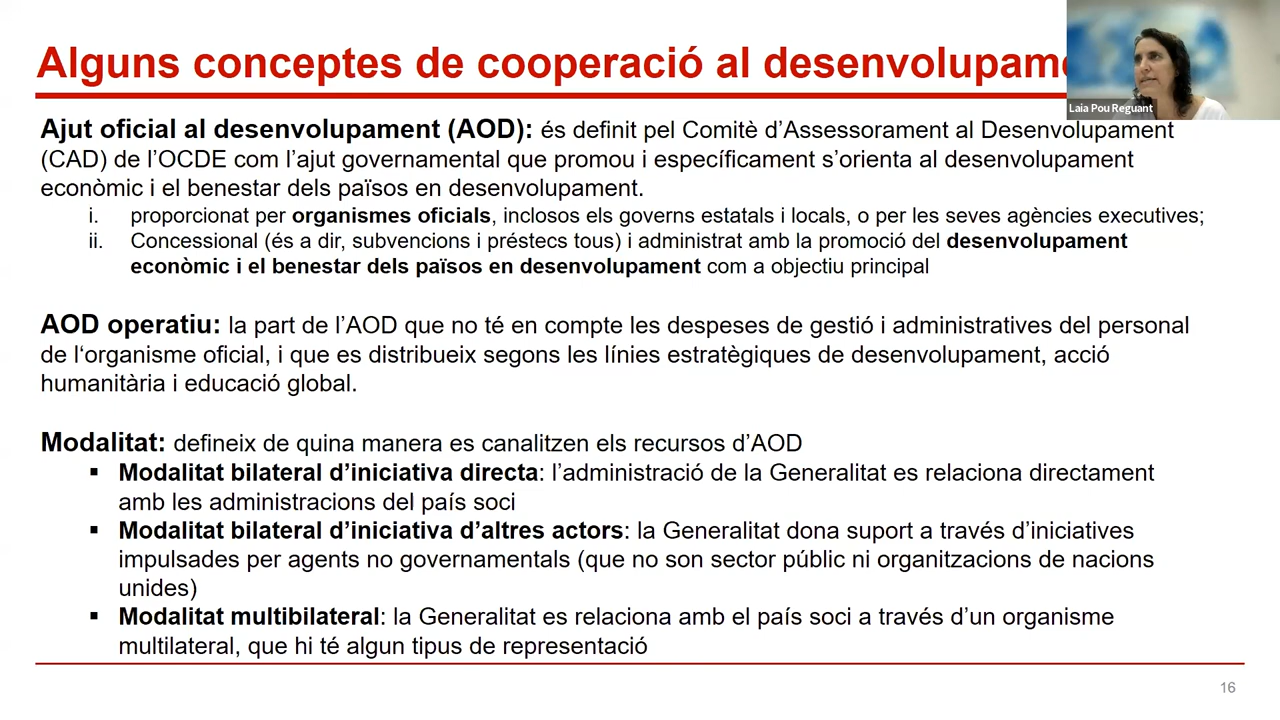 Alguns conceptes de cooperació al desenvolupame
Laia Pou Reguant
Ajut oficial al desenvolupament (AOD): és definit pel Comitè d’Assessorament al Desenvolupament
(CAD) de l’OCDE com l’ajut governamental que promou i específicament s’orienta al desenvolupament
econòmic i el benestar dels països en desenvolupament.
i. proporcionat per organismes oficials, inclosos els governs estatals i locals, o per les seves agències executives;
ii. Concessional (és a dir, subvencions i préstecs tous) i administrat amb la promoció del desenvolupament
econòmic i el benestar dels països en desenvolupament com a objectiu principal
AOD operatiu: la part de l’AOD que no té en compte les despeses de gestió i administratives del personal
de l‘organisme oficial, i que es distribueix segons les línies estratègiques de desenvolupament, acció
humanitària i educació global.
Modalitat: defineix de quina manera es canalitzen els recursos d’AOD
▪ Modalitat bilateral d’iniciativa directa: l’administració de la Generalitat es relaciona directament
amb les administracions del país soci
▪ Modalitat bilateral d’iniciativa d’altres actors: la Generalitat dona suport a través d’iniciatives
impulsades per agents no governamentals (que no son sector públic ni organitzacions de nacions
unides)
▪ Modalitat multibilateral: la Generalitat es relaciona amb el país soci a través d’un organisme
multilateral, que hi té algun tipus de representació
16